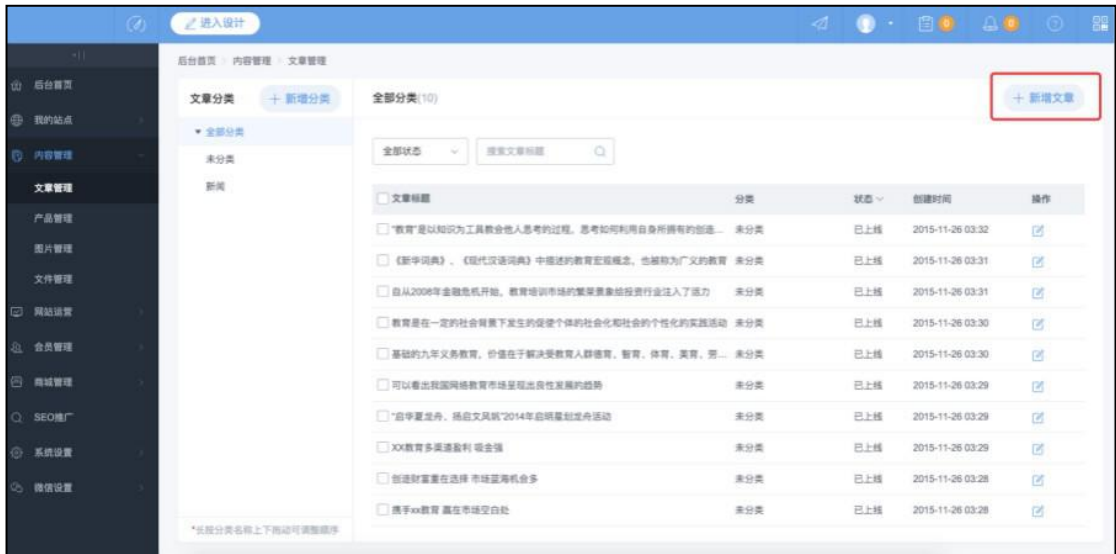 进入设计
0
0
后台首页
我的站点
内容管理
文章管理
产品管理
图片管理
文件管理
网站运营
会员管理
商城管理
SEO推广
系统设置
微信设置
后台首页 > 内容管理 > 文章管理
文章分类 + 新增分类
全部分类
未分类
新闻
*长按分类名称上下拖动可调整顺序
全部分类(10) + 新增文章
全部状态 搜索文章标题
文章标题 分类 状态 创建时间 操作
“教育”是以知识为工具教会他人思考的过程，思考如何利用自身所拥有的创造... 未分类 已上线 2015-11-26 03:32
《新华词典》、《现代汉语词典》中描述的教育宏观概念，也被称为广义的教育 未分类 已上线 2015-11-26 03:31
自从2008年金融危机开始，教育培训市场的繁荣景象给投资行业注入了活力 未分类 已上线 2015-11-26 03:31
教育是在一定的社会背景下发生的促使个体的社会化和社会的个性化的实践活动 未分类 已上线 2015-11-26 03:30
基础的九年义务教育，价值在于解决受教育人群德育、智育、体育、美育、劳... 未分类 已上线 2015-11-26 03:30
可以看出我国网络教育市场呈现出良性发展的趋势 未分类 已上线 2015-11-26 03:29
“启华夏龙舟、扬启文风帆”2014年启明星划龙舟活动 未分类 已上线 2015-11-26 03:29
XX教育多渠道盈利 吸金强 未分类 已上线 2015-11-26 03:29
创造财富重在选择 市场蓝海机会多 未分类 已上线 2015-11-26 03:28
携手xx教育 赢在市场空白处 未分类 已上线 2015-11-26 03:28